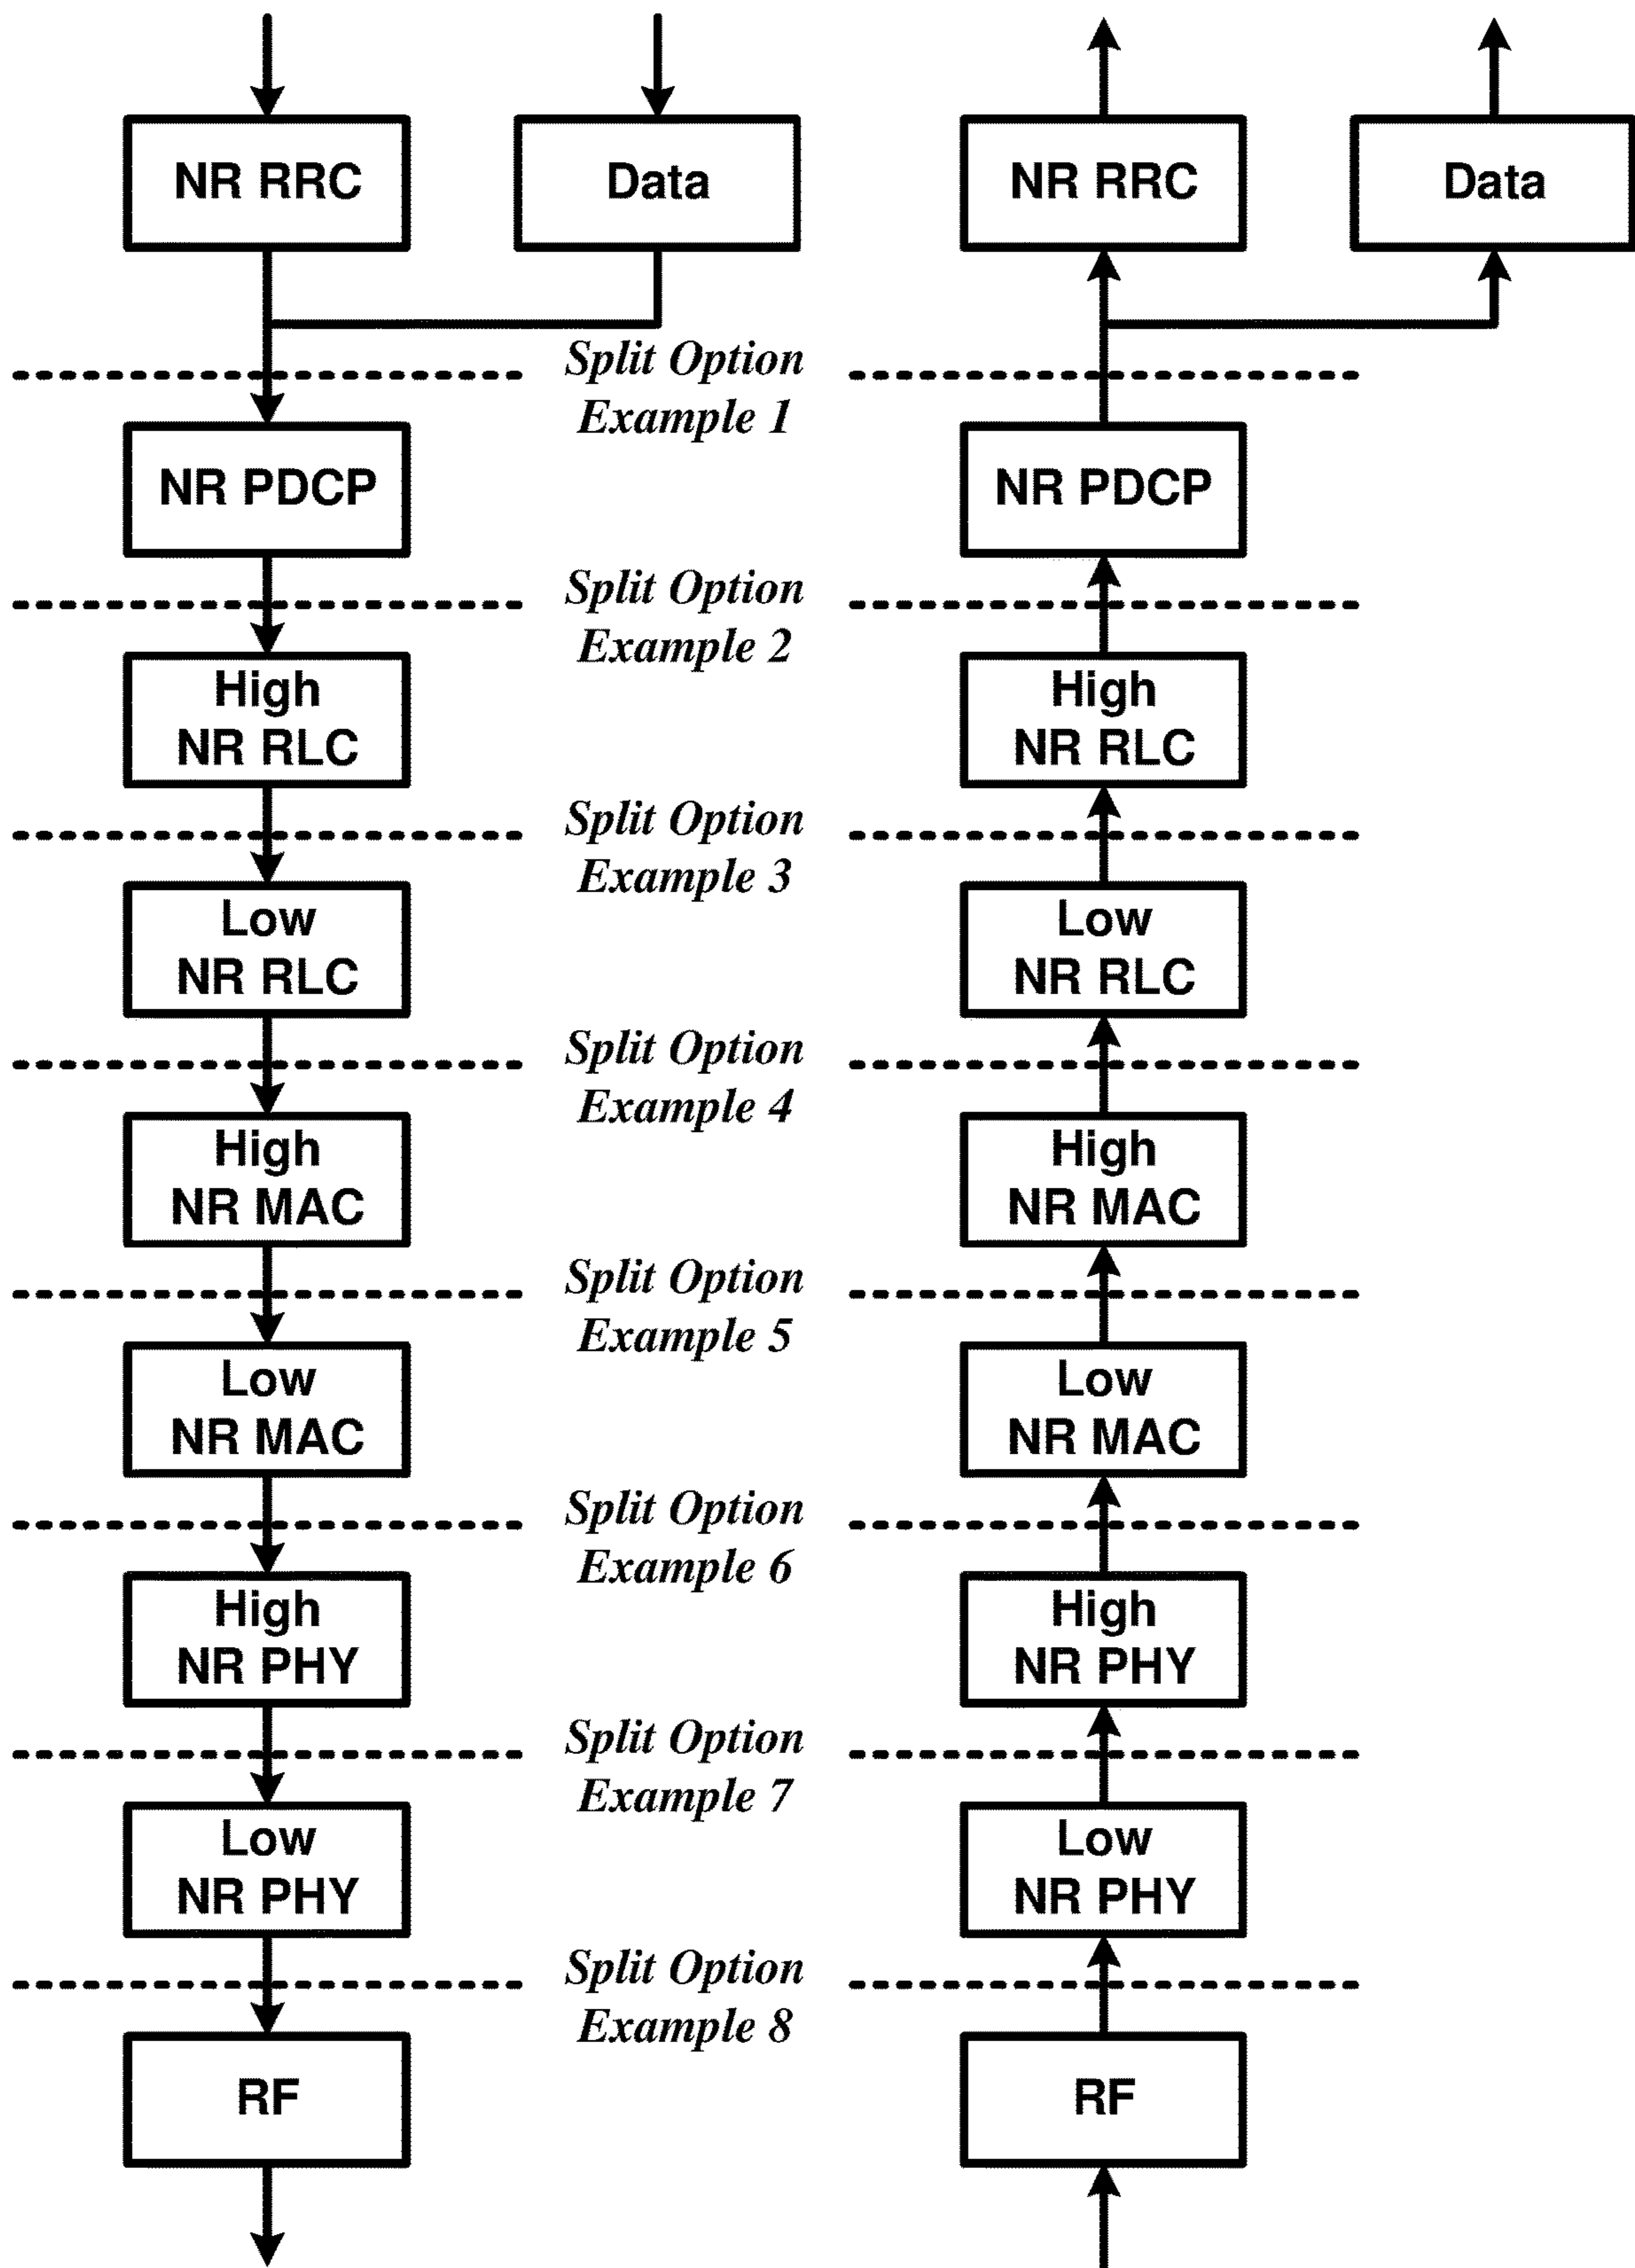 NR RRC
Data
NR RRC
Data
Split Option
Example 1
NR PDCP
NR PDCP
Split Option
Example 2
High
NR RLC
High
NR RLC
Split Option
Example 3
Low
NR RLC
Low
NR RLC
Split Option
Example 4
High
NR MAC
High
NR MAC
Split Option
Example 5
Low
NR MAC
Low
NR MAC
Split Option
Example 6
High
NR PHY
High
NR PHY
Split Option
Example 7
Low
NR PHY
Low
NR PHY
Split Option
Example 8
RF
RF